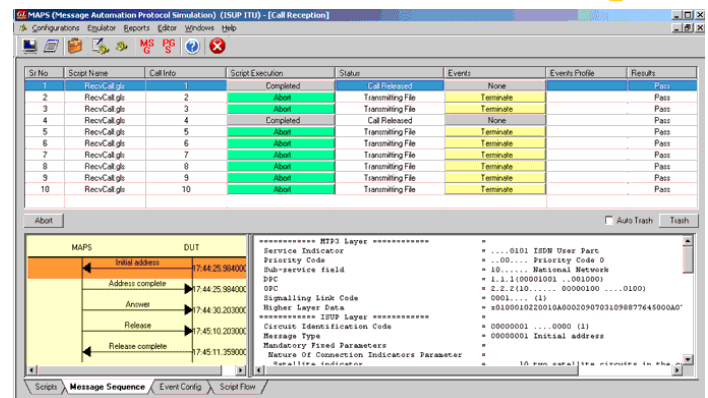 MAPS (Message Automation Protocol Simulation) (ISUP ITU) - [Call Reception]
Configurations Emulator Reports Editor Windows Help
MS G PG S
Sr No Script Name Call Info Script Execution Status Events Events Profile Results
1 RecvCall.gls 1 Completed Call Released None Pass
2 RecvCall.gls 2 Abort Transmitting File Terminate Pass
3 RecvCall.gls 3 Abort Transmitting File Terminate Pass
4 RecvCall.gls 4 Completed Call Released None Pass
5 RecvCall.gls 5 Abort Transmitting File Terminate Pass
6 RecvCall.gls 6 Abort Transmitting File Terminate Pass
7 RecvCall.gls 7 Abort Transmitting File Terminate Pass
8 RecvCall.gls 8 Abort Transmitting File Terminate Pass
9 RecvCall.gls 9 Abort Transmitting File Terminate Pass
10 RecvCall.gls 10 Abort Transmitting File Terminate Pass
Abort Auto Trash Trash
MAPS DUT
Initial address 17:44:25.984000
Address complete 17:44:25.984000
Answer 17:44:30.203000
Release 17:45:10.203000
Release complete 17:45:11.359000
=========== MTP3 Layer =========== =
Service Indicator = ....0101 ISDN User Part
Priority Code = ..00.... Priority Code 0
Sub-service field = 10...... National Network
DPC = 1.1.1(00001001 ..000001)
OPC = 2.2.2(10...... 00000100 ....0100)
Signalling Link Code = 0001.... (1)
Higher Layer Data
=========== ISUP Layer =========== =
Circuit Identification Code = 00000001 ....0000 (1)
Message Type = 00000001 Initial address
Mandatory Fixed Parameters =
Nature Of Connection Indicators Parameter =
Satellite indicator = ......10 two satellite circuits in the
Scripts Message Sequence Event Config Script Flow